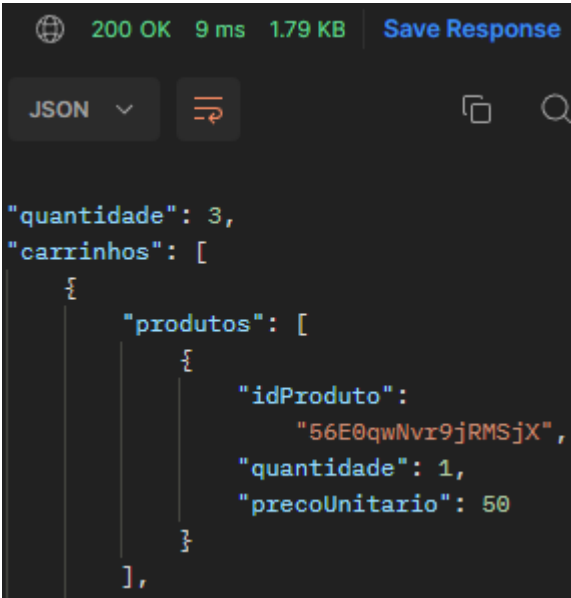 200 OK 9 ms 1.79 KB Save Response
JSON
"quantidade": 3,
"carrinhos": [
{
"produtos": [
{
"idProduto":
"56E0qwNvr9jRMSjX",
"quantidade": 1,
"precoUnitario": 50
}
],